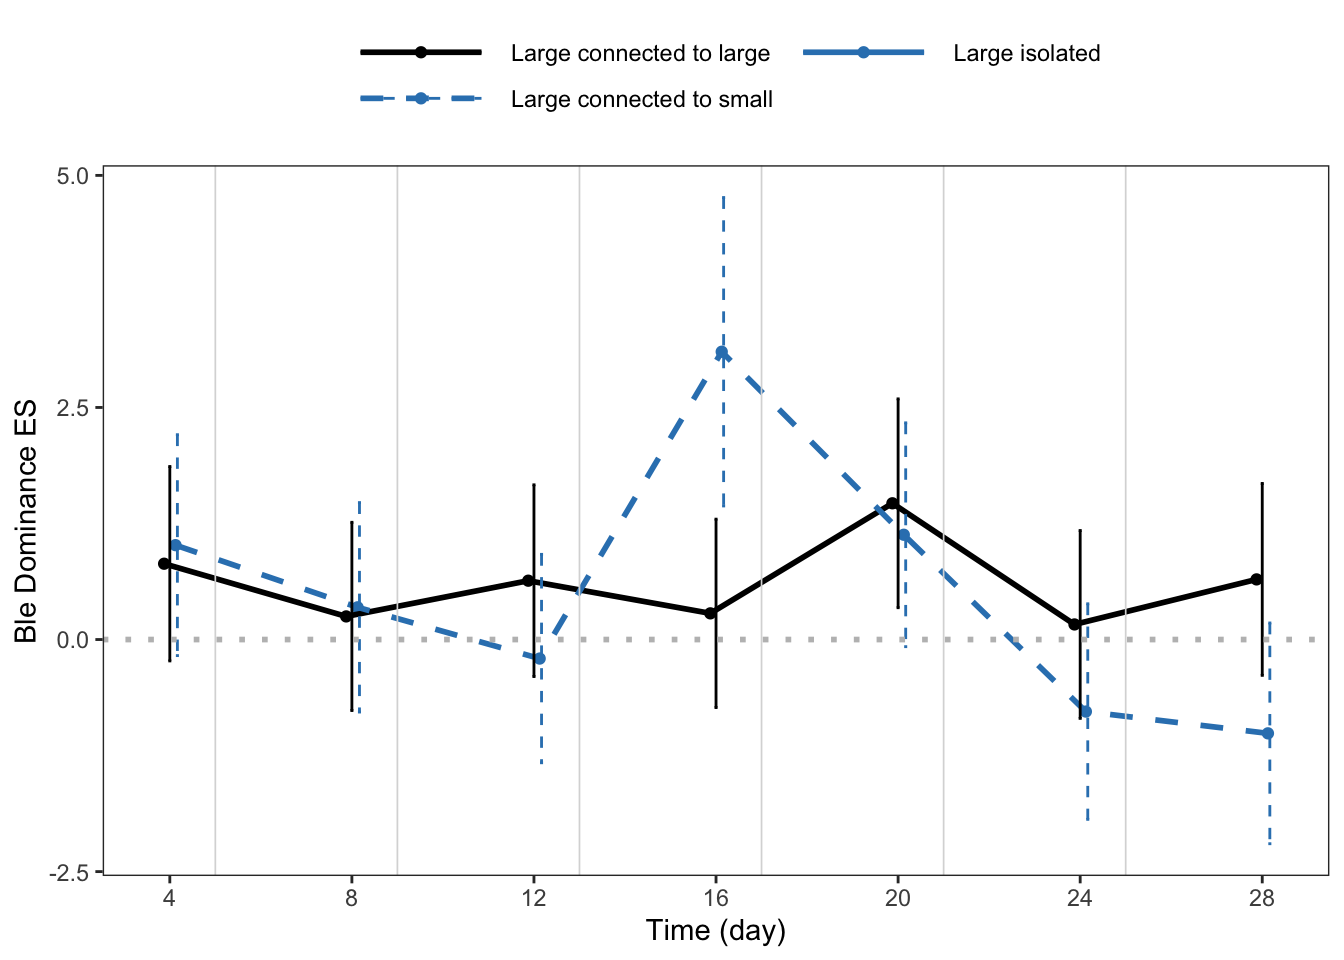 Large connected to large
Large isolated
Large connected to small
5.0
2.5
0.0
-2.5
Ble Dominance ES
4 8 12 16 20 24 28
Time (day)